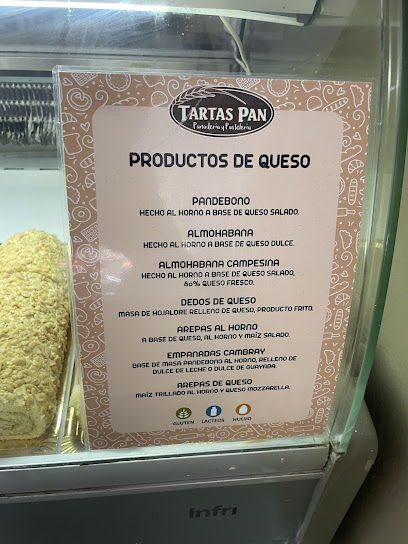 TARTAS PAN
Panadería y Pastelería
PRODUCTOS DE QUESO
PANDEBONO
HECHO AL HORNO A BASE DE QUESO SALADO.
ALMOHABANA
HECHO AL HORNO A BASE DE QUESO DULCE.
ALMOHABANA CAMPESINA
HECHO AL HORNO A BASE DE QUESO SALADO,
80% QUESO FRESCO.
DEDOS DE QUESO
MASA DE HOJALDRE RELLENO DE QUESO, PRODUCTO FRITO.
AREPAS AL HORNO
A BASE DE QUESO, AL HORNO Y MAÍZ SALADO.
EMPANADAS CAMBRAY
BASE DE MASA PANDEBONO AL HORNO, RELLENO DE
DULCE DE LECHE O DULCE DE GUAYABA.
AREPAS DE QUESO
MAÍZ TRILLADO AL HORNO Y QUESO MOZZARELLA.
GLUTEN LACTEOS HUEVO
Infri